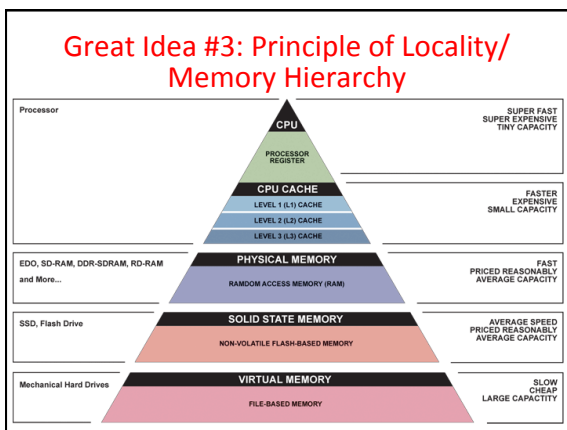 Great Idea #3: Principle of Locality/
Memory Hierarchy
Processor
CPU
PROCESSOR
REGISTER
SUPER FAST
SUPER EXPENSIVE
TINY CAPACITY
CPU CACHE
LEVEL 1 (L1) CACHE
LEVEL 2 (L2) CACHE
LEVEL 3 (L3) CACHE
FASTER
EXPENSIVE
SMALL CAPACITY
EDO, SD-RAM, DDR-SDRAM, RD-RAM
and More...
PHYSICAL MEMORY
RAMDOM ACCESS MEMORY (RAM)
FAST
PRICED REASONABLY
AVERAGE CAPACITY
SSD, Flash Drive
SOLID STATE MEMORY
NON-VOLATILE FLASH-BASED MEMORY
AVERAGE SPEED
PRICED REASONABLY
AVERAGE CAPACITY
Mechanical Hard Drives
VIRTUAL MEMORY
FILE-BASED MEMORY
SLOW
CHEAP
LARGE CAPACTITY